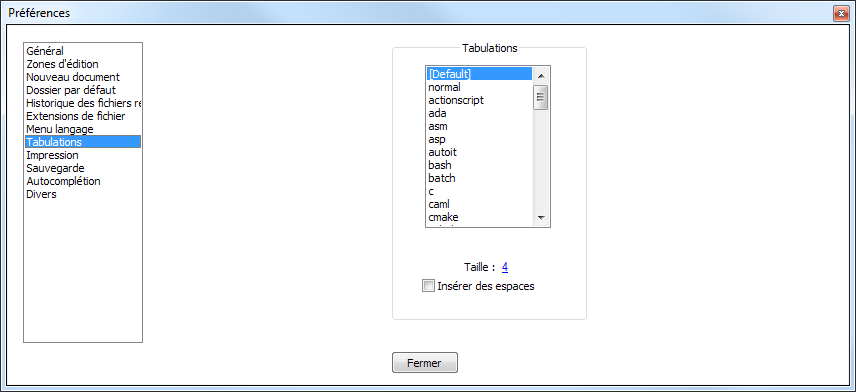 Préférences
Général
Zones d'édition
Nouveau document
Dossier par défaut
Historique des fichiers re
Extensions de fichier
Menu langage
Tabulations
Impression
Sauvegarde
Autocomplétion
Divers
Tabulations
[Default]
normal
actionscript
ada
asm
asp
autoit
bash
batch
c
caml
cmake
Taille : 4
Insérer des espaces
Fermer